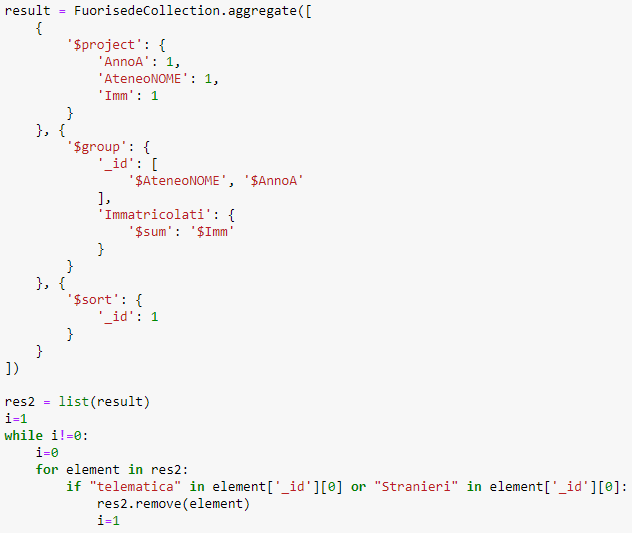 result = FuorisedeCollection.aggregate([
    {
        '$project': {
            'AnnoA': 1,
            'AteneoNOME': 1,
            'Imm': 1
        }
    }, {
        '$group': {
            '_id': [
                '$AteneoNOME', '$AnnoA'
            ],
            'Immatricolati': {
                '$sum': '$Imm'
            }
        }
    }, {
        '$sort': {
            '_id': 1
        }
    }
])

res2 = list(result)
i=1
while i!=0:
    i=0
    for element in res2:
        if "telematica" in element['_id'][0] or "Stranieri" in element['_id'][0]:
            res2.remove(element)
            i=1